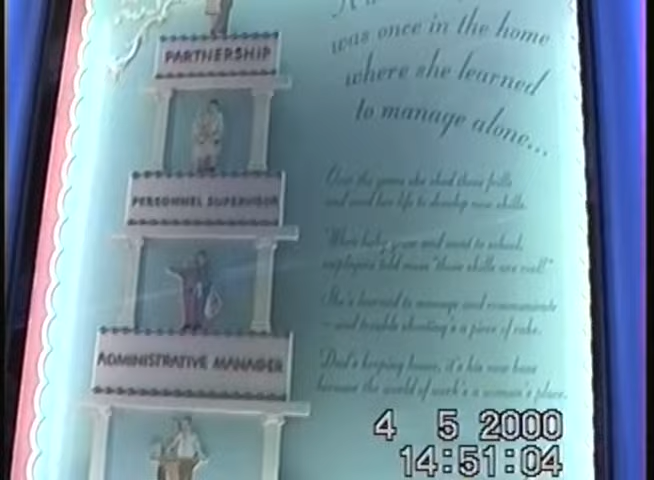 PARTNERSHIP
PERSONNEL SUPERVISOR
ADMINISTRATIVE MANAGER
was once in the home
where she learned
to manage alone...
Over the years she shed those frills
and used her life to develop new skills.
When baby grew and went to school,
employers told mom "those skills are cool!"
She's learned to manage and communicate
—and trouble shooting's a piece of cake.
Dad's keeping house, it's his new base
because the world of work's a woman's place.
4 5 2000
14:51:04